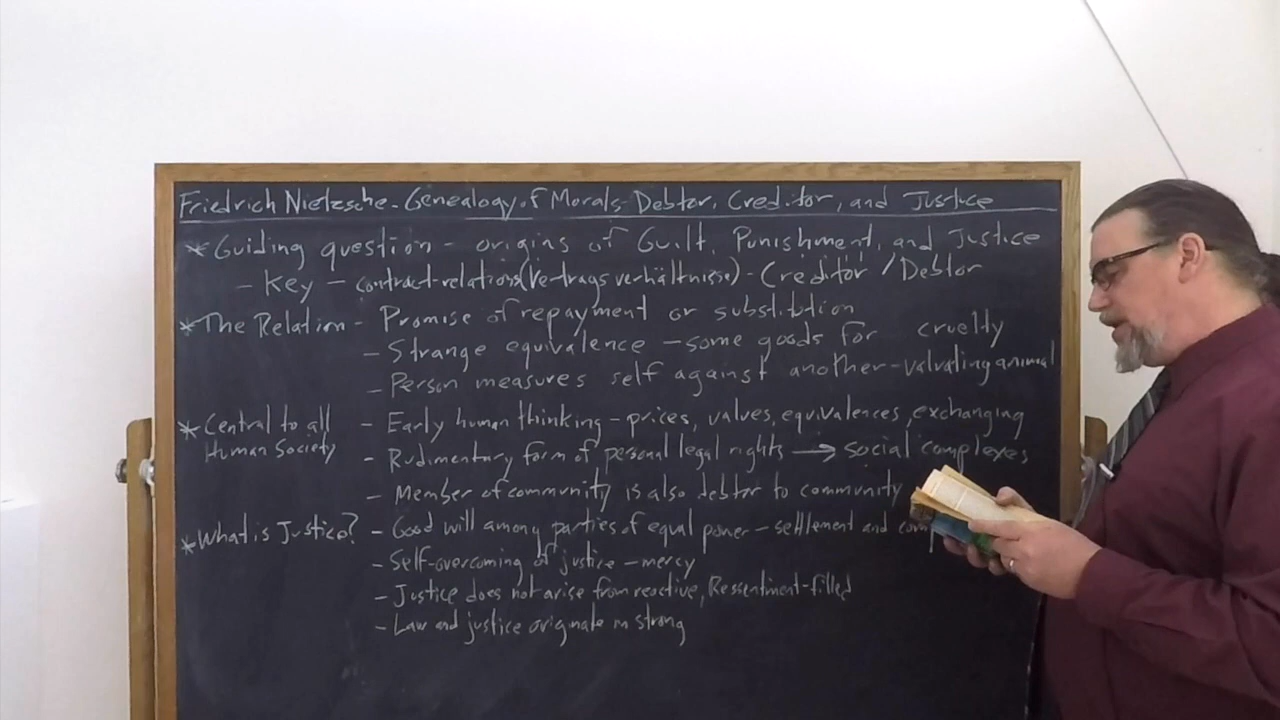 Friedrich Nietzsche - Genealogy of Morals - Debtor, Creditor, and Justice
* Guiding question - origins of Guilt, Punishment, and Justice
- Key - contract-relations (Vertragsverhältnisse) - Creditor / Debtor
* The Relation - Promise of repayment or substitution
- Strange equivalence - some goods for cruelty
- Person measures self against another - valuating animal
* Central to all Human Society
- Early human thinking - prices, values, equivalences, exchanging
- Rudimentary form of personal legal rights → social complexes
- Member of community is also debtor to community
* What is Justice? - Good will among parties of equal power - settlement and
- Self-overcoming of justice - mercy
- Justice does not arise from reactive, Ressentiment-filled
- Law and justice originate in strong